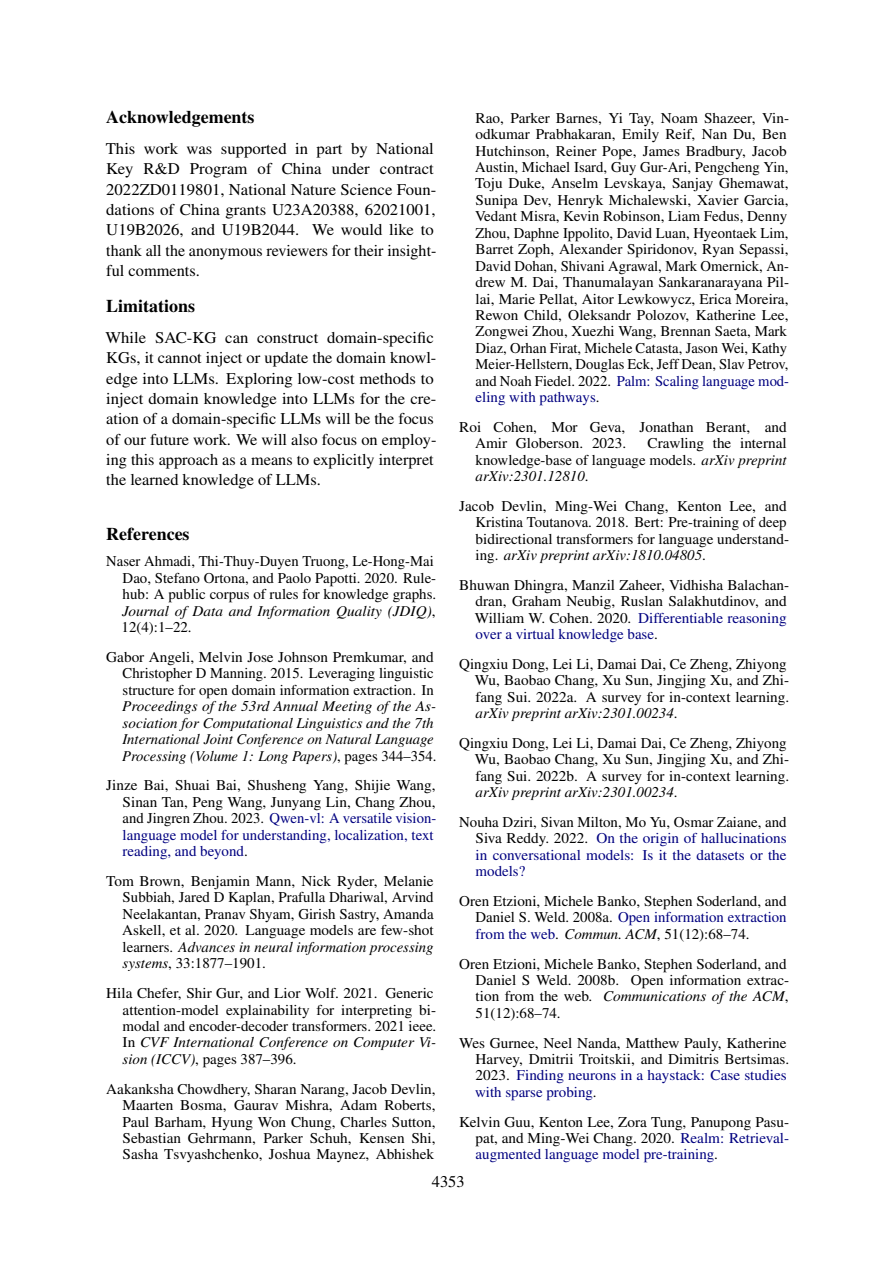 Acknowledgements
This work was supported in part by National
Key R&D Program of China under contract
2022ZD0119801, National Nature Science Foun-
dations of China grants U23A20388, 62021001,
U19B2026, and U19B2044. We would like to
thank all the anonymous reviewers for their insight-
ful comments.
Limitations
While SAC-KG can construct domain-specific
KGs, it cannot inject or update the domain knowl-
edge into LLMs. Exploring low-cost methods to
inject domain knowledge into LLMs for the cre-
ation of a domain-specific LLMs will be the focus
of our future work. We will also focus on employ-
ing this approach as a means to explicitly interpret
the learned knowledge of LLMs.
References
Naser Ahmadi, Thi-Thuy-Duyen Truong, Le-Hong-Mai
Dao, Stefano Ortona, and Paolo Papotti. 2020. Rule-
hub: A public corpus of rules for knowledge graphs.
Journal of Data and Information Quality (JDIQ),
12(4):1–22.
Gabor Angeli, Melvin Jose Johnson Premkumar, and
Christopher D Manning. 2015. Leveraging linguistic
structure for open domain information extraction. In
Proceedings of the 53rd Annual Meeting of the As-
sociation for Computational Linguistics and the 7th
International Joint Conference on Natural Language
Processing (Volume 1: Long Papers), pages 344–354.
Jinze Bai, Shuai Bai, Shusheng Yang, Shijie Wang,
Sinan Tan, Peng Wang, Junyang Lin, Chang Zhou,
and Jingren Zhou. 2023. Qwen-vl: A versatile vision-
language model for understanding, localization, text
reading, and beyond.
Tom Brown, Benjamin Mann, Nick Ryder, Melanie
Subbiah, Jared D Kaplan, Prafulla Dhariwal, Arvind
Neelakantan, Pranav Shyam, Girish Sastry, Amanda
Askell, et al. 2020. Language models are few-shot
learners. Advances in neural information processing
systems, 33:1877–1901.
Hila Chefer, Shir Gur, and Lior Wolf. 2021. Generic
attention-model explainability for interpreting bi-
modal and encoder-decoder transformers. 2021 ieee.
In CVF International Conference on Computer Vi-
sion (ICCV), pages 387–396.
Aakanksha Chowdhery, Sharan Narang, Jacob Devlin,
Maarten Bosma, Gaurav Mishra, Adam Roberts,
Paul Barham, Hyung Won Chung, Charles Sutton,
Sebastian Gehrmann, Parker Schuh, Kensen Shi,
Sasha Tsvyashchenko, Joshua Maynez, Abhishek
Rao, Parker Barnes, Yi Tay, Noam Shazeer, Vin-
odkumar Prabhakaran, Emily Reif, Nan Du, Ben
Hutchinson, Reiner Pope, James Bradbury, Jacob
Austin, Michael Isard, Guy Gur-Ari, Pengcheng Yin,
Toju Duke, Anselm Levskaya, Sanjay Ghemawat,
Sunipa Dev, Henryk Michalewski, Xavier Garcia,
Vedant Misra, Kevin Robinson, Liam Fedus, Denny
Zhou, Daphne Ippolito, David Luan, Hyeontaek Lim,
Barret Zoph, Alexander Spiridonov, Ryan Sepassi,
David Dohan, Shivani Agrawal, Mark Omernick, An-
drew M. Dai, Thanumalayan Sankaranarayana Pil-
lai, Marie Pellat, Aitor Lewkowycz, Erica Moreira,
Rewon Child, Oleksandr Polozov, Katherine Lee,
Zongwei Zhou, Xuezhi Wang, Brennan Saeta, Mark
Diaz, Orhan Firat, Michele Catasta, Jason Wei, Kathy
Meier-Hellstern, Douglas Eck, Jeff Dean, Slav Petrov,
and Noah Fiedel. 2022. Palm: Scaling language mod-
eling with pathways.
Roi Cohen, Mor Geva, Jonathan Berant, and
Amir Globerson. 2023. Crawling the internal
knowledge-base of language models. arXiv preprint
arXiv:2301.12810.
Jacob Devlin, Ming-Wei Chang, Kenton Lee, and
Kristina Toutanova. 2018. Bert: Pre-training of deep
bidirectional transformers for language understand-
ing. arXiv preprint arXiv:1810.04805.
Bhuwan Dhingra, Manzil Zaheer, Vidhisha Balachan-
dran, Graham Neubig, Ruslan Salakhutdinov, and
William W. Cohen. 2020. Differentiable reasoning
over a virtual knowledge base.
Qingxiu Dong, Lei Li, Damai Dai, Ce Zheng, Zhiyong
Wu, Baobao Chang, Xu Sun, Jingjing Xu, and Zhi-
fang Sui. 2022a. A survey for in-context learning.
arXiv preprint arXiv:2301.00234.
Qingxiu Dong, Lei Li, Damai Dai, Ce Zheng, Zhiyong
Wu, Baobao Chang, Xu Sun, Jingjing Xu, and Zhi-
fang Sui. 2022b. A survey for in-context learning.
arXiv preprint arXiv:2301.00234.
Nouha Dziri, Sivan Milton, Mo Yu, Osmar Zaiane, and
Siva Reddy. 2022. On the origin of hallucinations
in conversational models: Is it the datasets or the
models?
Oren Etzioni, Michele Banko, Stephen Soderland, and
Daniel S. Weld. 2008a. Open information extraction
from the web. Commun. ACM, 51(12):68–74.
Oren Etzioni, Michele Banko, Stephen Soderland, and
Daniel S Weld. 2008b. Open information extrac-
tion from the web. Communications of the ACM,
51(12):68–74.
Wes Gurnee, Neel Nanda, Matthew Pauly, Katherine
Harvey, Dmitrii Troitskii, and Dimitris Bertsimas.
2023. Finding neurons in a haystack: Case studies
with sparse probing.
Kelvin Guu, Kenton Lee, Zora Tung, Panupong Pasu-
pat, and Ming-Wei Chang. 2020. Realm: Retrieval-
augmented language model pre-training.
4353